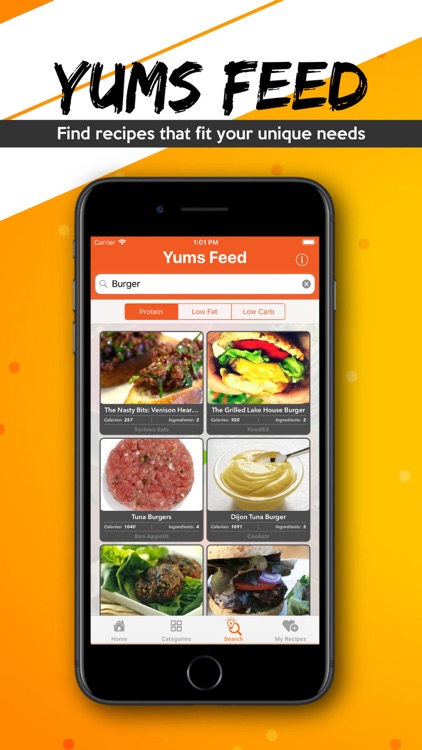 YUMS FEED
Find recipes that fit your unique needs
Carrier 1:01 PM
Yums Feed
Burger
Protein Low Fat Low Carb
The Nasty Bits: Venison Hear... The Grilled Lake House Burger
Calories: 257 Ingredients: 2 Calories: 920 Ingredients: 2
Serious Eats Food52
Tuna Burgers Dijon Tuna Burger
Calories: 1040 Ingredients: 4 Calories: 1091 Ingredients: 5
Bon Appetit Cookstr
Home Categories Search My Recipes